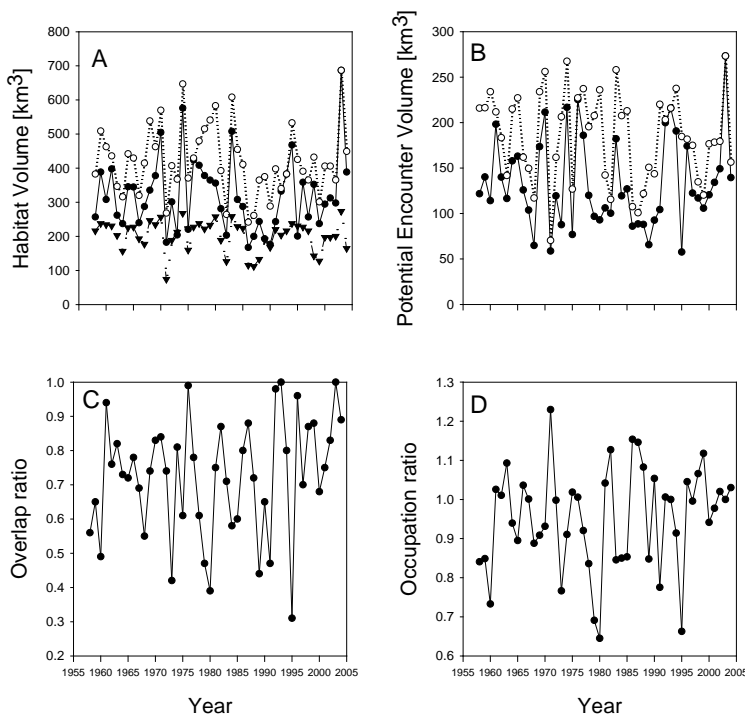 A
Habitat Volume [km³]
800
700
600
500
400
300
200
100
0
B
Potential Encounter Volume [km³]
300
250
200
150
100
50
0
C
Overlap ratio
1.0
0.9
0.8
0.7
0.6
0.5
0.4
0.3
0.2
1955 1960 1965 1970 1975 1980 1985 1990 1995 2000 2005
Year
D
Occupation ratio
1.3
1.2
1.1
1.0
0.9
0.8
0.7
0.6
1955 1960 1965 1970 1975 1980 1985 1990 1995 2000 2005
Year